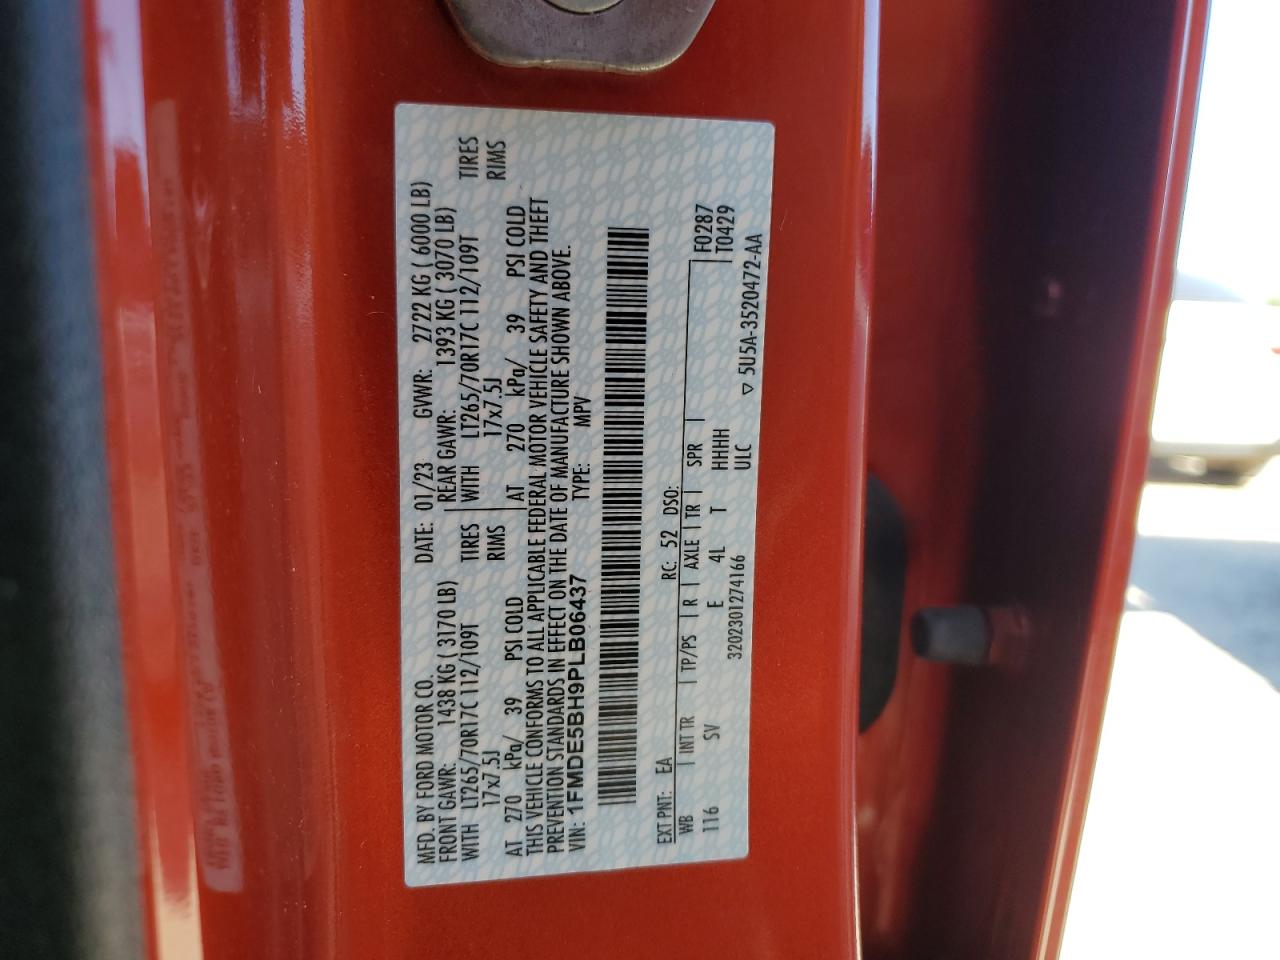 MFD. BY FORD MOTOR CO. DATE: 01/23 GVWR: 2722 KG ( 6000 LB)
FRONT GAWR: 1438 KG ( 3170 LB) REAR GAWR: 1393 KG ( 3070 LB)
WITH LT265/70R17C 112/109T TIRES WITH LT265/70R17C 112/109T TIRES
17x7.5J RIMS 17x7.5J RIMS
AT 270 kPa/ 39 PSI COLD AT 270 kPa/ 39 PSI COLD
THIS VEHICLE CONFORMS TO ALL APPLICABLE FEDERAL MOTOR VEHICLE SAFETY AND THEFT
PREVENTION STANDARDS IN EFFECT ON THE DATE OF MANUFACTURE SHOWN ABOVE.
VIN: 1FMDE5BH9PLB06437 TYPE: MPV
EXT PNT: EA RC: 52 DSO:
WB INT TR TP/PS R AXLE TR SPR F0287
116 SV E 4L T HHHH T0429
3202301274166 ULC
▽ 5U5A-3520472-AA